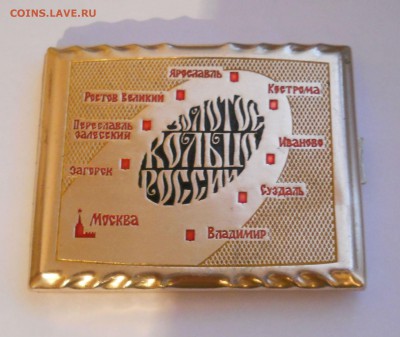 COINS.LAVE.RU
Ярославль
Ростов Великий
Кострома
Переславль
Залесский
Золотое
кольцо
России
Иваново
Загорск
Суздаль
Москва
Владимир